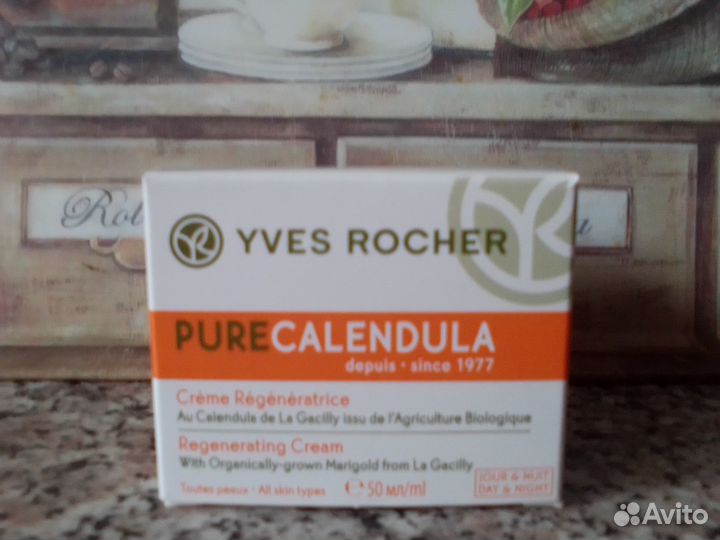 Rot
YVES ROCHER
PURECALENDULA
depuis · since 1977
Crème Régénératrice
Au Calendula de La Gacilly issu de l'Agriculture Biologique
Regenerating Cream
With Organically-grown Marigold from La Gacilly
Toutes peaux · All skin types
℮ 50 мл/ml
JOUR & NUIT
DAY & NIGHT
Avito